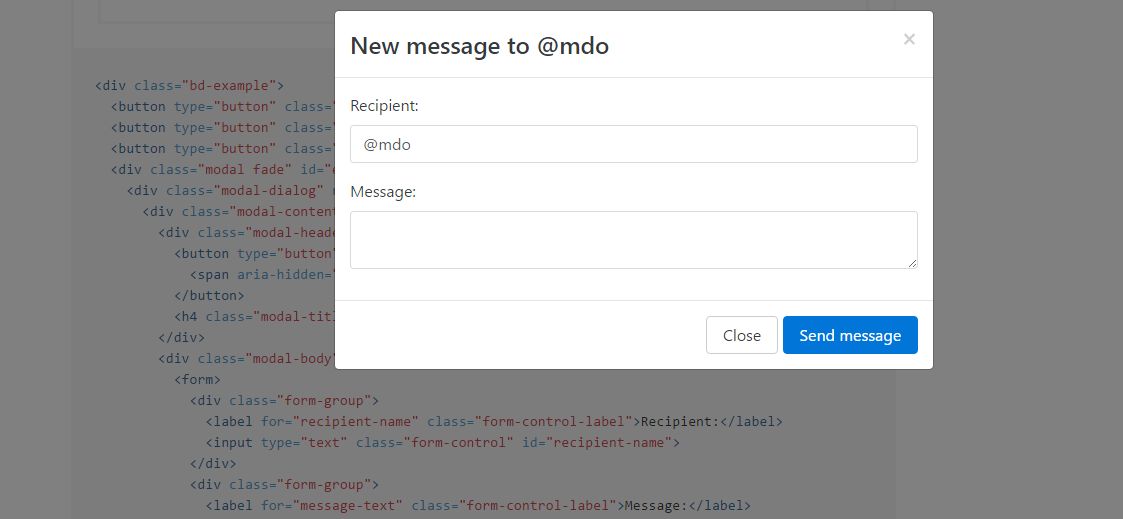 New message to @mdo ×
Recipient:
@mdo
Message:
Close Send message
<div class="bd-example">
<button type="button" class=
<button type="button" class=
<button type="button" class=
<div class="modal fade" id=
<div class="modal-dialog"
<div class="modal-content
<div class="modal-heade
<button type="button"
<span aria-hidden="
</button>
<h4 class="modal-titl
</div>
<div class="modal-body"
<form>
<div class="form-group">
<label for="recipient-name" class="form-control-label">Recipient:</label>
<input type="text" class="form-control" id="recipient-name">
</div>
<div class="form-group">
<label for="message-text" class="form-control-label">Message:</label>